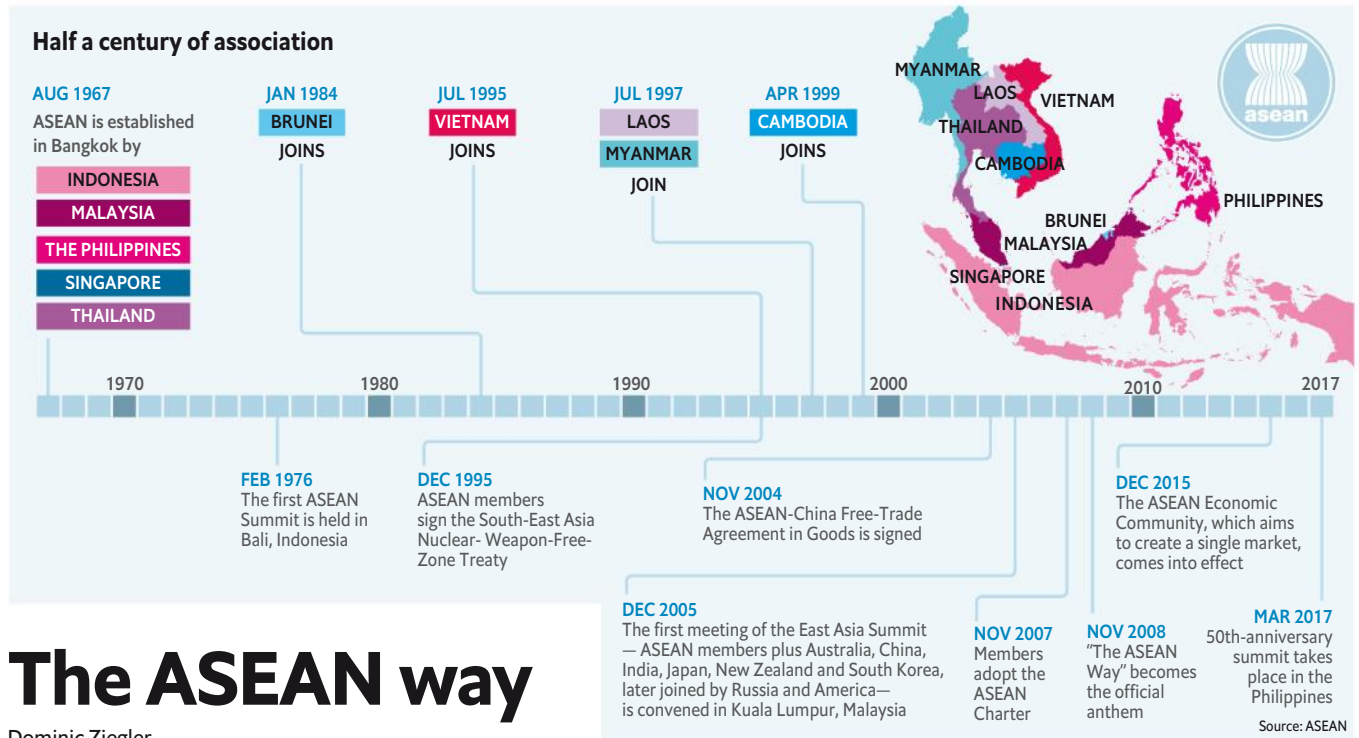 Half a century of association
AUG 1967
ASEAN is established
in Bangkok by
INDONESIA
MALAYSIA
THE PHILIPPINES
SINGAPORE
THAILAND
JAN 1984
BRUNEI
JOINS
JUL 1995
VIETNAM
JOINS
JUL 1997
LAOS
MYANMAR
JOIN
APR 1999
CAMBODIA
JOINS
MYANMAR
LAOS
VIETNAM
THAILAND
CAMBODIA
PHILIPPINES
BRUNEI
MALAYSIA
SINGAPORE
INDONESIA
asean
1970
1980
1990
2000
2010
2017
FEB 1976
The first ASEAN
Summit is held in
Bali, Indonesia
DEC 1995
ASEAN members
sign the South-East Asia
Nuclear- Weapon-Free-
Zone Treaty
NOV 2004
The ASEAN-China Free-Trade
Agreement in Goods is signed
DEC 2015
The ASEAN Economic
Community, which aims
to create a single market,
comes into effect
DEC 2005
The first meeting of the East Asia Summit
— ASEAN members plus Australia, China,
India, Japan, New Zealand and South Korea,
later joined by Russia and America—
is convened in Kuala Lumpur, Malaysia
NOV 2007
Members
adopt the
ASEAN
Charter
NOV 2008
"The ASEAN
Way" becomes
the official
anthem
MAR 2017
50th-anniversary
summit takes
place in the
Philippines
Source: ASEAN
The ASEAN way
Dominic Ziegler